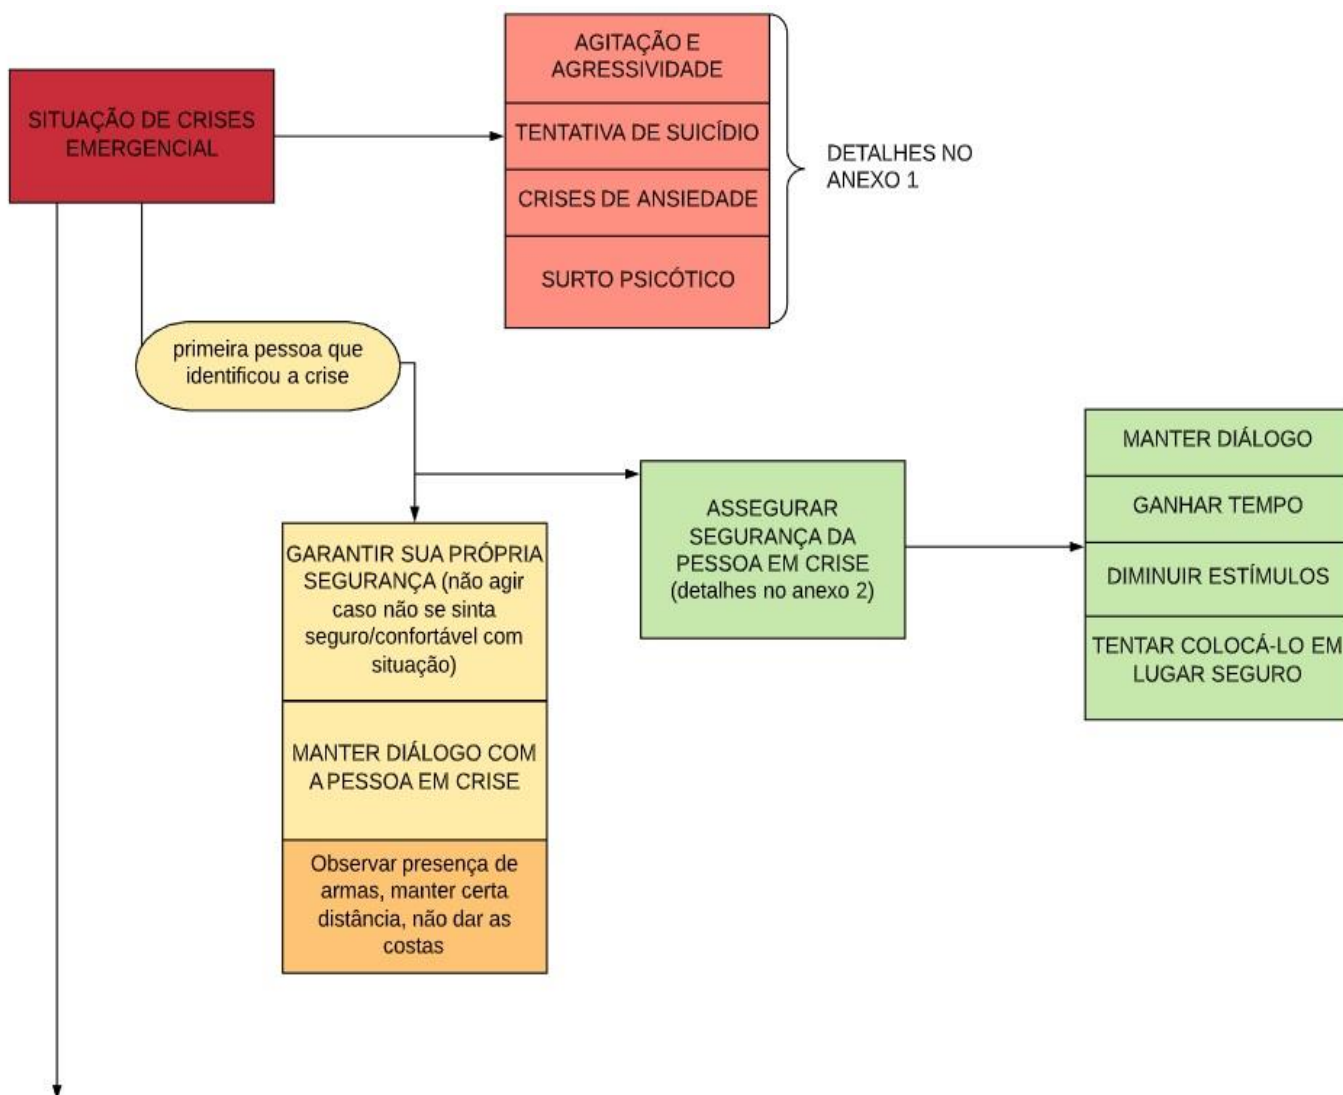 SITUAÇÃO DE CRISES
EMERGENCIAL
AGITAÇÃO E
AGRESSIVIDADE
TENTATIVA DE SUICÍDIO
CRISES DE ANSIEDADE
SURTO PSICÓTICO
DETALHES NO
ANEXO 1
primeira pessoa que
identificou a crise
GARANTIR SUA PRÓPRIA
SEGURANÇA (não agir
caso não se sinta
seguro/confortável com
situação)
MANTER DIÁLOGO COM
A PESSOA EM CRISE
Observar presença de
armas, manter certa
distância, não dar as
costas
ASSEGURAR
SEGURANÇA DA
PESSOA EM CRISE
(detalhes no anexo 2)
MANTER DIÁLOGO
GANHAR TEMPO
DIMINUIR ESTÍMULOS
TENTAR COLOCÁ-LO EM
LUGAR SEGURO